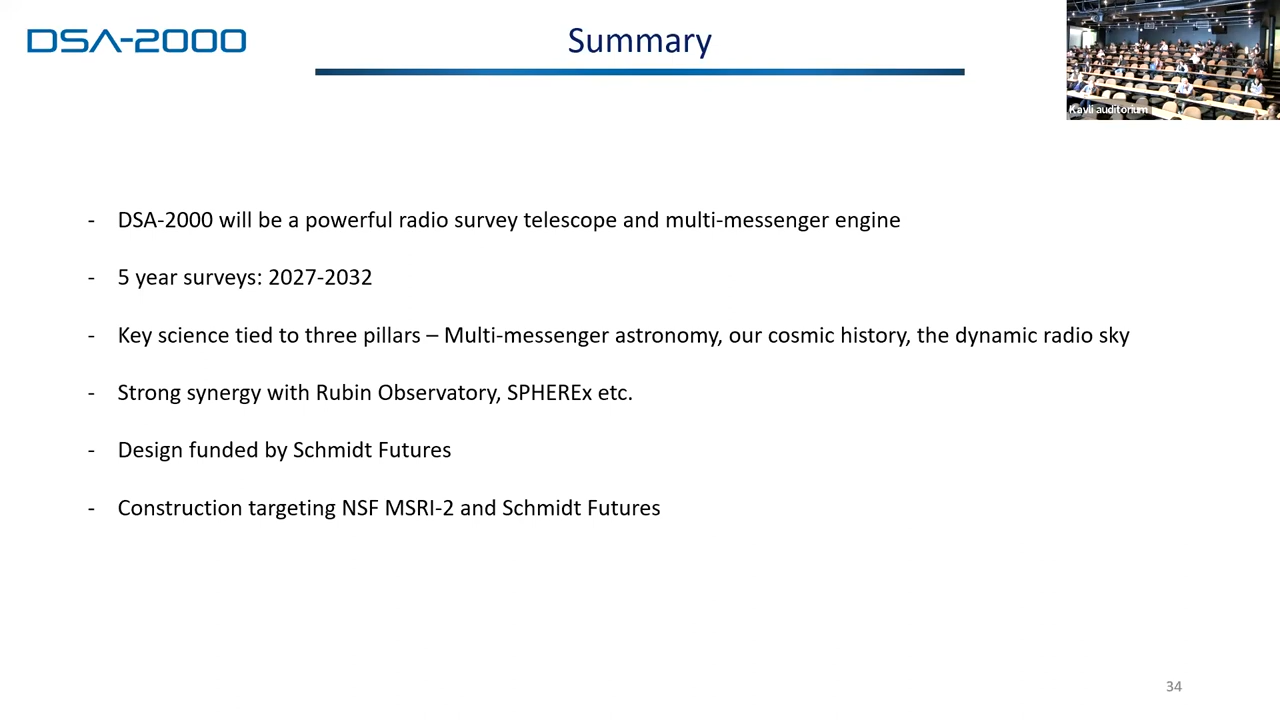 DSA-2000
Summary
Kavli auditorium
- DSA-2000 will be a powerful radio survey telescope and multi-messenger engine
- 5 year surveys: 2027-2032
- Key science tied to three pillars – Multi-messenger astronomy, our cosmic history, the dynamic radio sky
- Strong synergy with Rubin Observatory, SPHEREx etc.
- Design funded by Schmidt Futures
- Construction targeting NSF MSRI-2 and Schmidt Futures
34